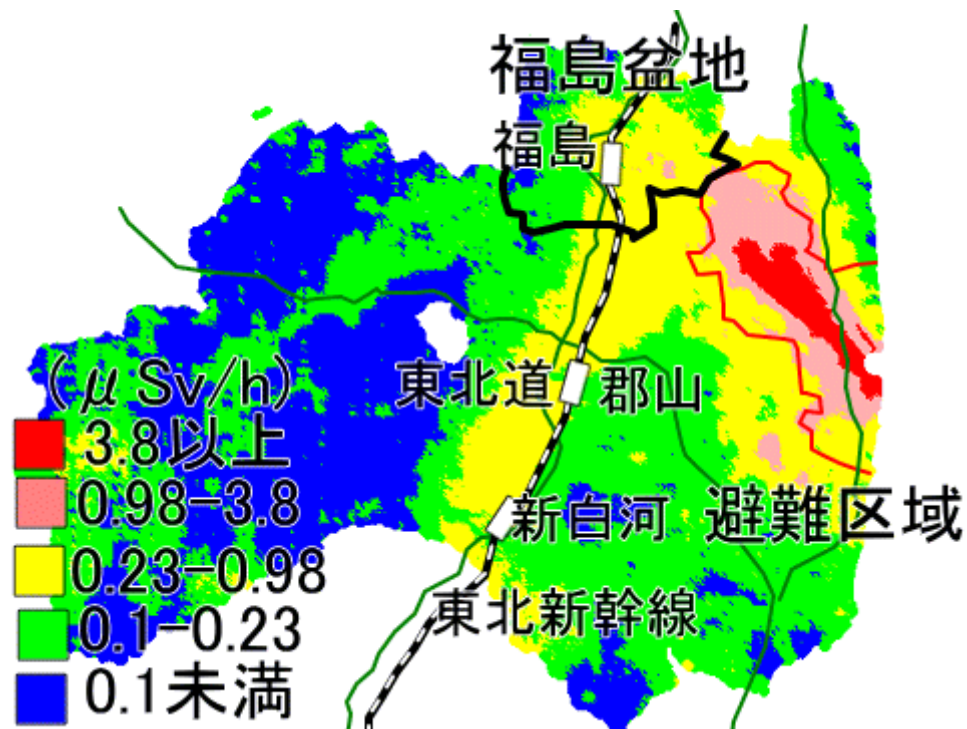 福島盆地
福島
東北道
郡山
新白河
避難区域
東北新幹線
(μSv/h)
3.8以上
0.98-3.8
0.23-0.98
0.1-0.23
0.1未満